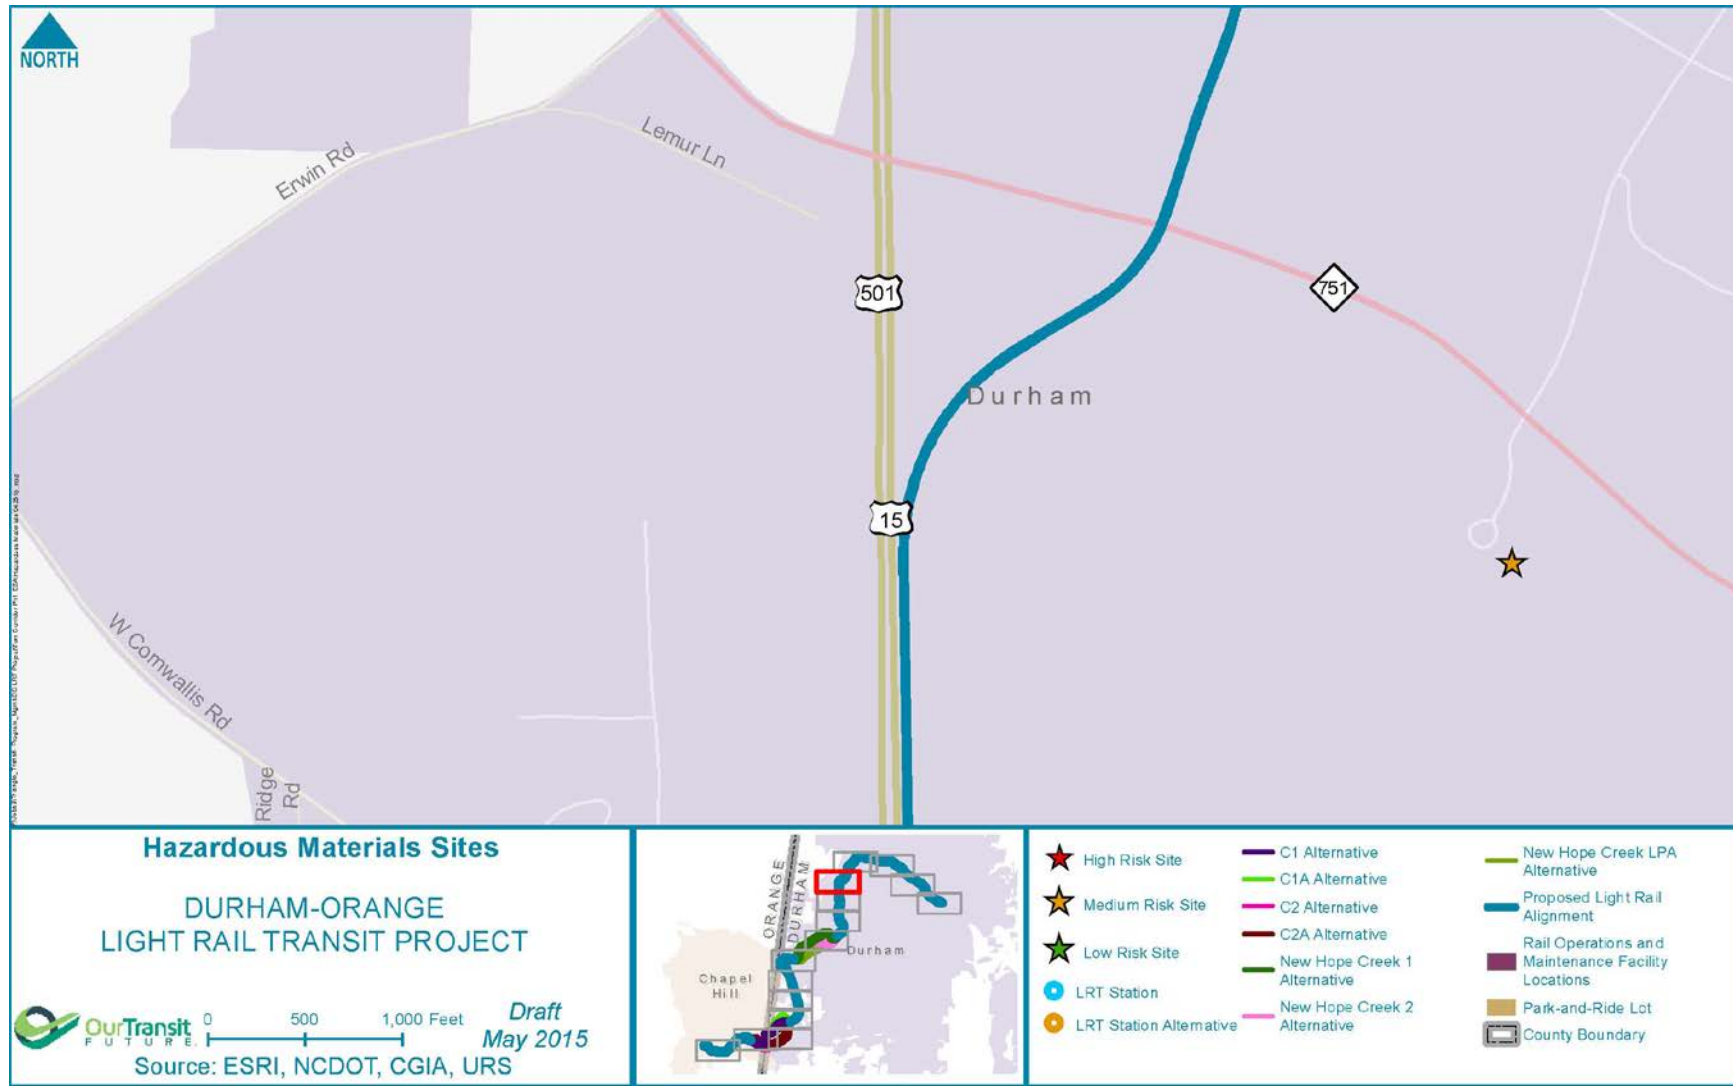 NORTH
Erwin Rd
Lemur Ln
501
751
Durham
15
W Cornwallis Rd
Ridge
Rd
Hazardous Materials Sites
DURHAM-ORANGE
LIGHT RAIL TRANSIT PROJECT
OurTransit
FUTURE
0 500 1,000 Feet
Draft
May 2015
Source: ESRI, NCDOT, CGIA, URS
ORANGE
DURHAM
Durham
Chapel
Hill
High Risk Site
Medium Risk Site
Low Risk Site
LRT Station
LRT Station Alternative
C1 Alternative
C1A Alternative
C2 Alternative
C2A Alternative
New Hope Creek 1
Alternative
New Hope Creek 2
Alternative
New Hope Creek LPA
Alternative
Proposed Light Rail
Alignment
Rail Operations and
Maintenance Facility
Locations
Park-and-Ride Lot
County Boundary